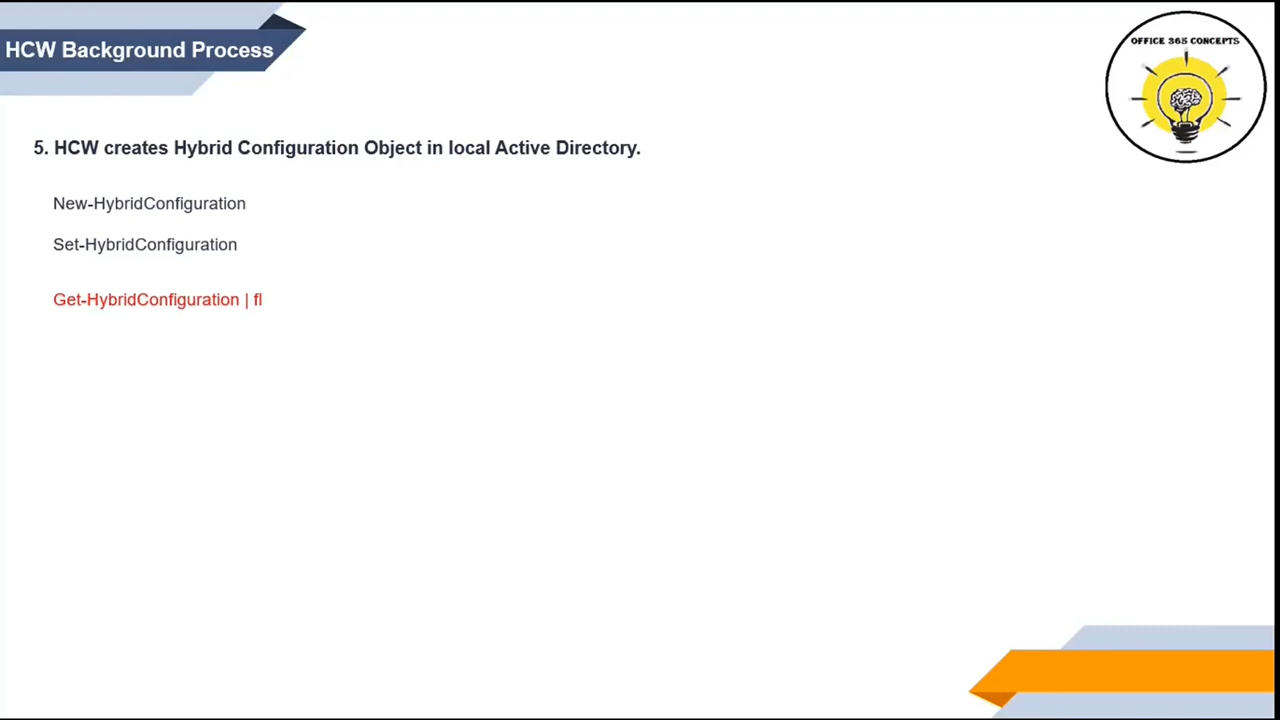 HCW Background Process
OFFICE 365 CONCEPTS
5. HCW creates Hybrid Configuration Object in local Active Directory.
New-HybridConfiguration
Set-HybridConfiguration
Get-HybridConfiguration | fl